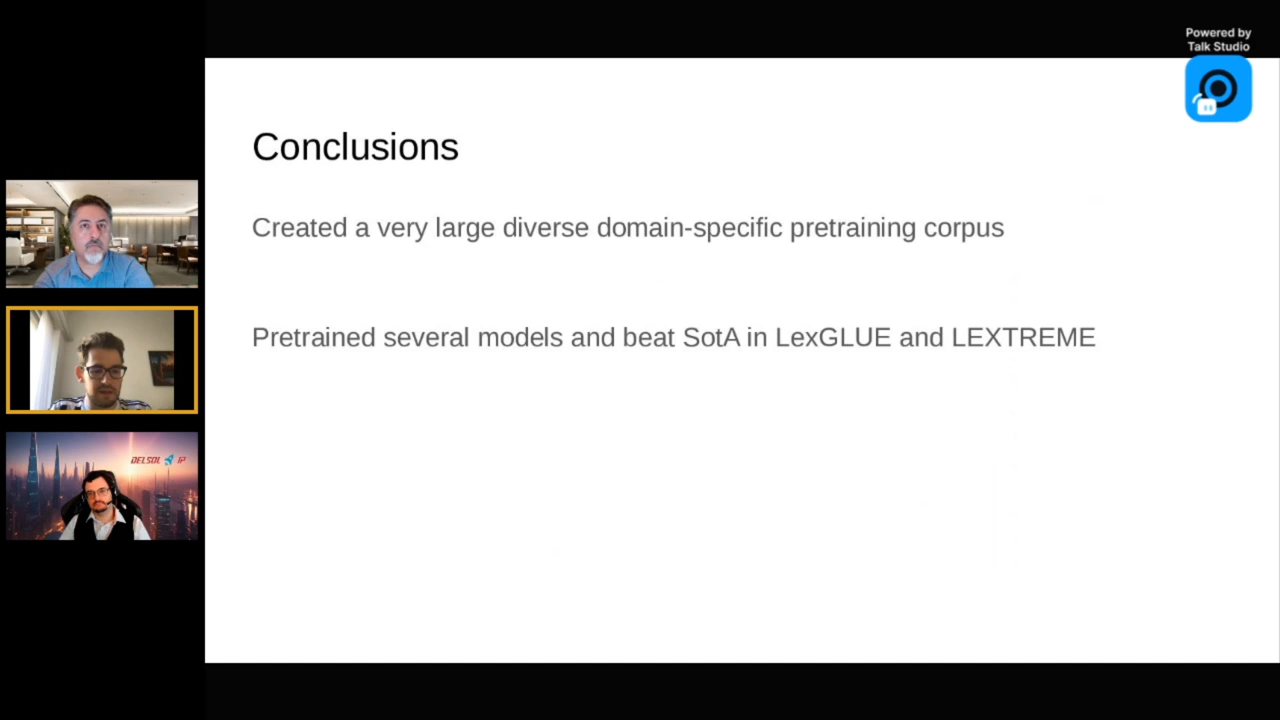 Powered by
Talk Studio
Conclusions
Created a very large diverse domain-specific pretraining corpus
Pretrained several models and beat SotA in LexGLUE and LEXTREME
DELSOL IP